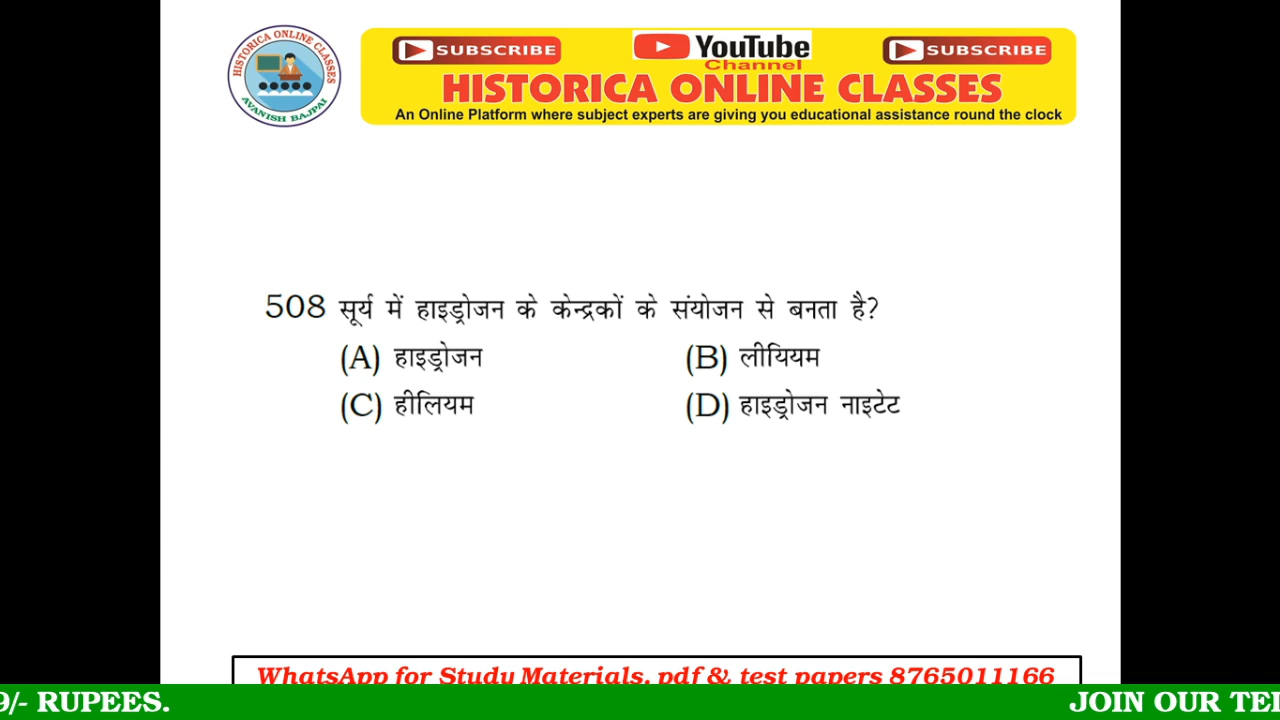 HISTORICA ONLINE CLASSES
AVANISH BAJPAI
SUBSCRIBE
YouTube
Channel
SUBSCRIBE
HISTORICA ONLINE CLASSES
An Online Platform where subject experts are giving you educational assistance round the clock
508 सूर्य में हाइड्रोजन के केन्द्रकों के संयोजन से बनता है?
(A) हाइड्रोजन (B) लीयियम
(C) हीलियम (D) हाइड्रोजन नाइटेट
WhatsApp for Study Materials, pdf & test papers 8765011166
9/- RUPEES. JOIN OUR TEL